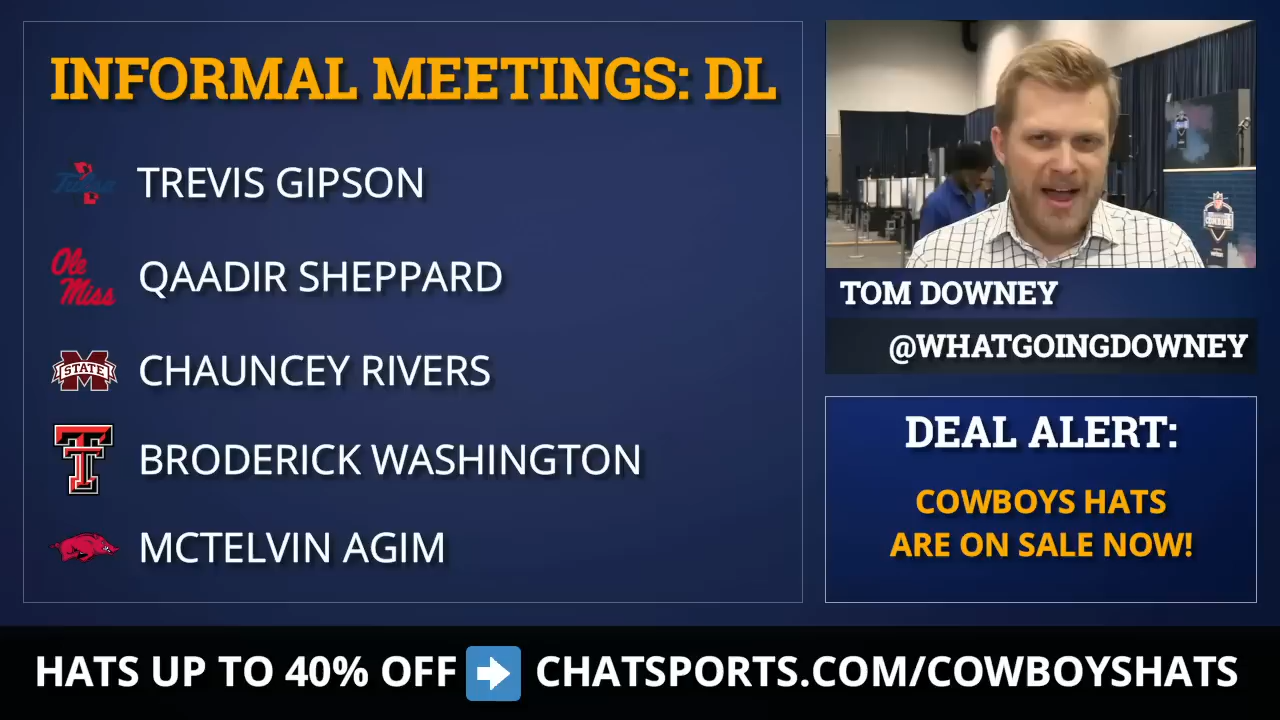 INFORMAL MEETINGS: DL
Tulsa
TREVIS GIPSON
Ole
Miss
QAADIR SHEPPARD
STATE
CHAUNCEY RIVERS
BRODERICK WASHINGTON
MCTELVIN AGIM
TOM DOWNEY
@WHATGOINGDOWNEY
DEAL ALERT:
COWBOYS HATS
ARE ON SALE NOW!
HATS UP TO 40% OFF ➡ CHATSPORTS.COM/COWBOYSHATS